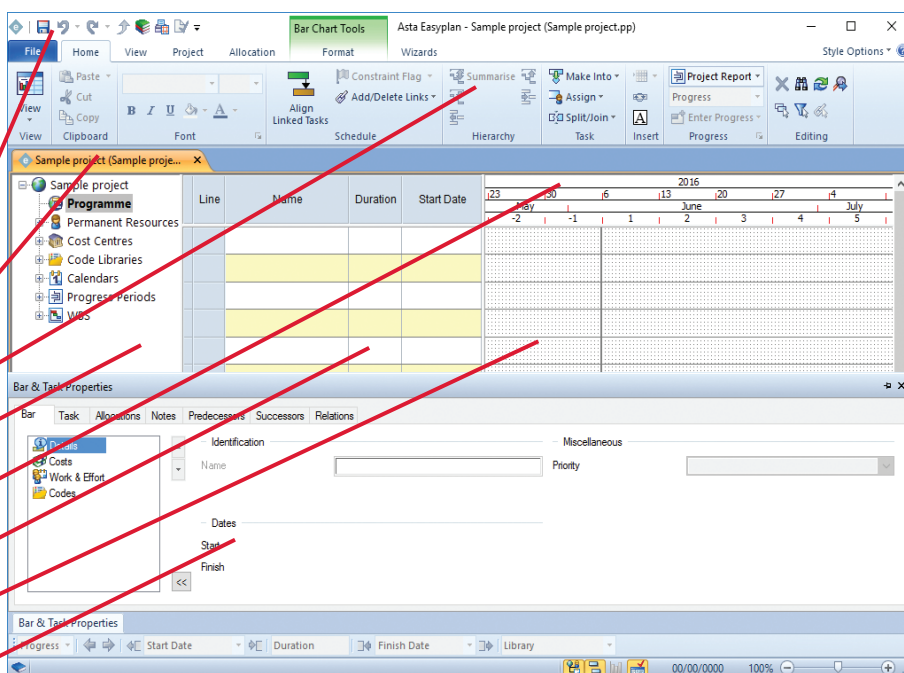 Bar Chart Tools
Asta Easyplan - Sample project (Sample project.pp)
File Home View Project Allocation Format Wizards Style Options
View
Paste
Cut
Copy
B I U A
Align
Linked Tasks
Constraint Flag
Add/Delete Links
Summarise
Make Into
Assign
Split/Join
A
Project Report
Progress
Enter Progress
View Clipboard Font Schedule Hierarchy Task Insert Progress Editing
Sample project (Sample proje... x
Sample project
Programme
Permanent Resources
Cost Centres
Code Libraries
Calendars
Progress Periods
WBS
Line Name Duration Start Date
2016
23 30 6 13 20 27 4
May June July
-2 -1 1 2 3 4 5
Bar & Task Properties
Bar Task Allocations Notes Predecessors Successors Relations
Details
Costs
Work & Effort
Codes
Identification
Name
Miscellaneous
Priority
Dates
Start
Finish
<<
Bar & Task Properties
Progress Start Date Duration Finish Date Library
00/00/0000 100%